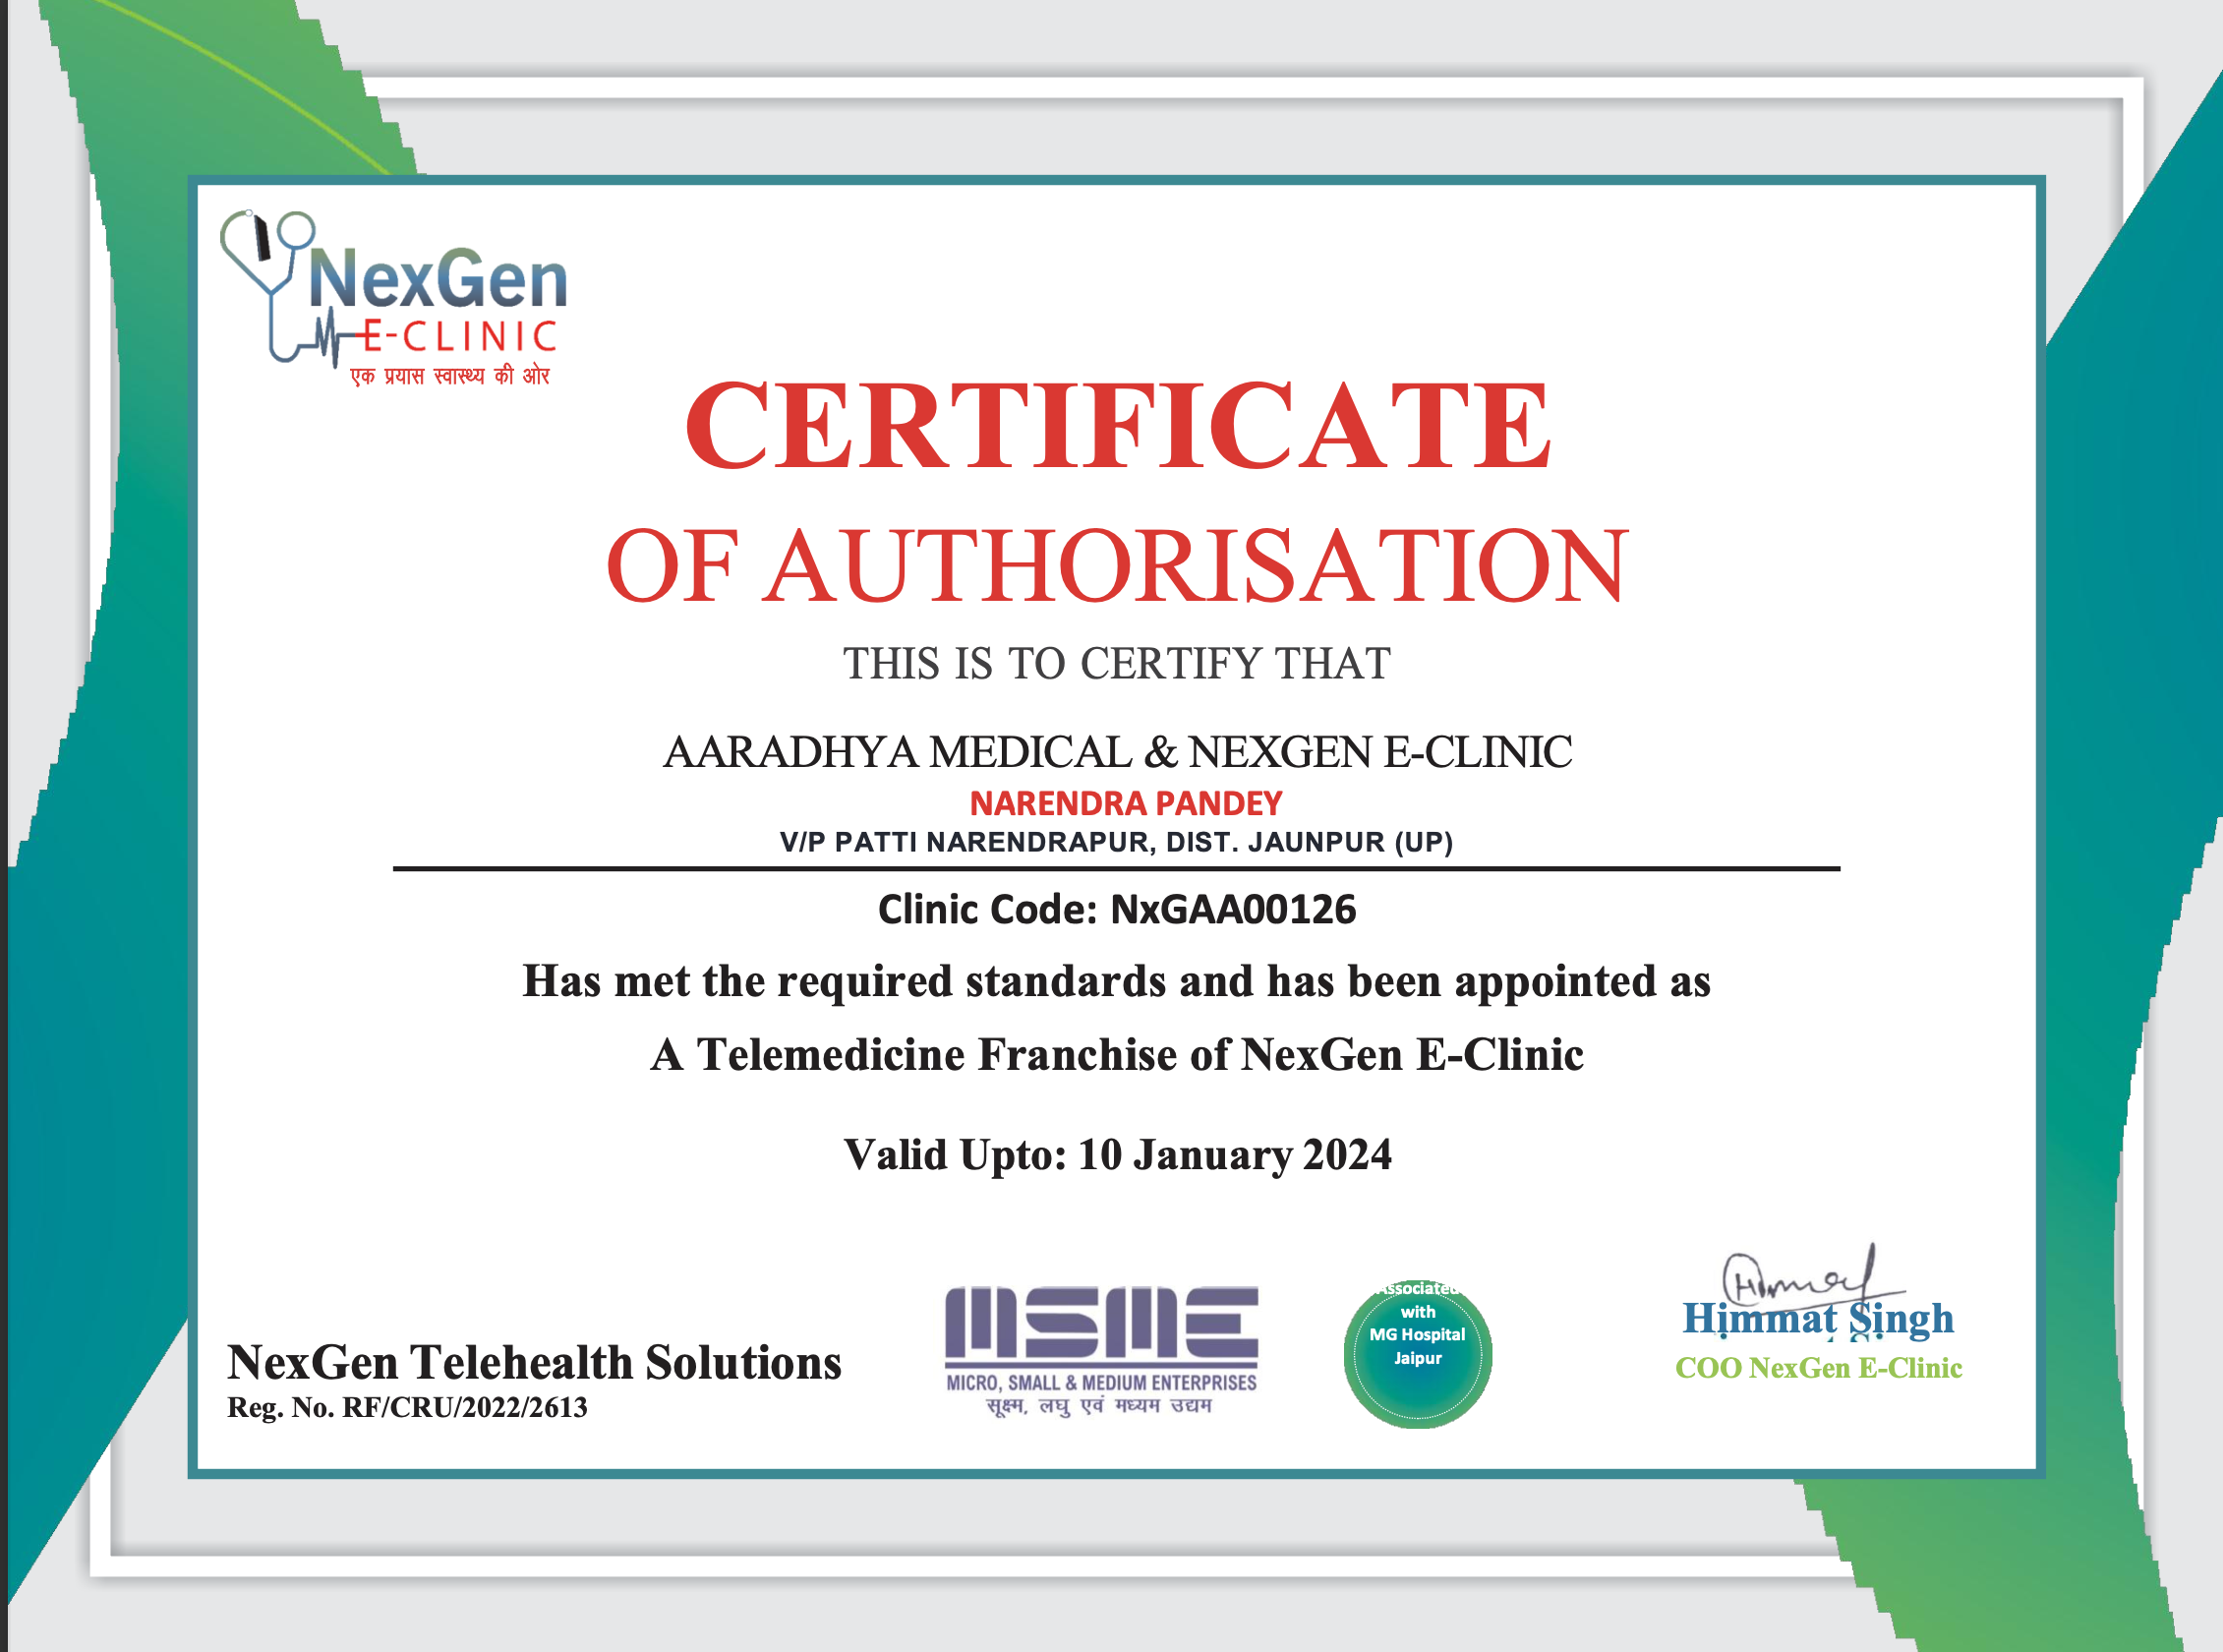 NexGen
E-CLINIC
एक प्रयास स्वास्थ्य की ओर
CERTIFICATE
OF AUTHORISATION
THIS IS TO CERTIFY THAT
AARADHYA MEDICAL & NEXGEN E-CLINIC
NARENDRA PANDEY
V/P PATTI NARENDRAPUR, DIST. JAUNPUR (UP)
Clinic Code: NxGAA00126
Has met the required standards and has been appointed as
A Telemedicine Franchise of NexGen E-Clinic
Valid Upto: 10 January 2024
NexGen Telehealth Solutions
Reg. No. RF/CRU/2022/2613
MSME
MICRO, SMALL & MEDIUM ENTERPRISES
सूक्ष्म, लघु एवं मध्यम उद्यम
Associated
with
MG Hospital
Jaipur
Himmat
Himmat Singh
COO NexGen E-Clinic